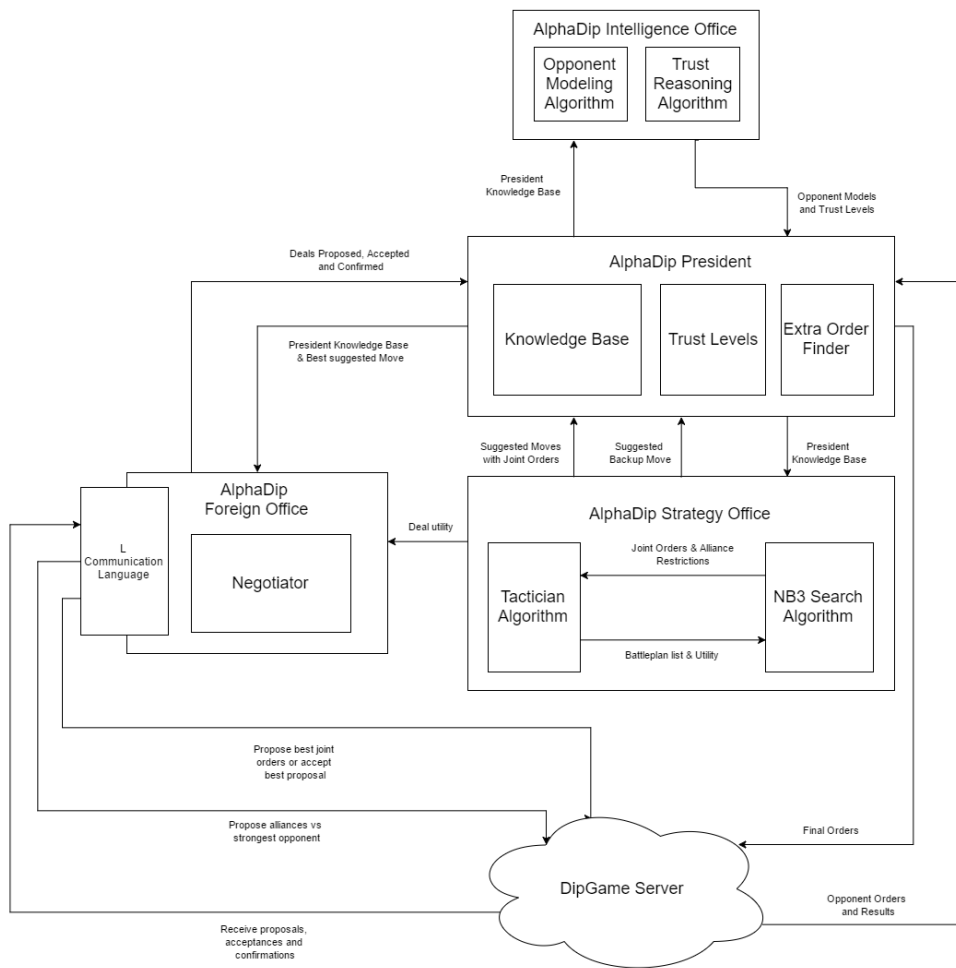 AlphaDip Intelligence Office
Opponent
Modeling
Algorithm
Trust
Reasoning
Algorithm
President
Knowledge Base
Opponent Models
and Trust Levels
Deals Proposed, Accepted
and Confirmed
AlphaDip President
Knowledge Base
Trust Levels
Extra Order
Finder
President Knowledge Base
& Best suggested Move
Suggested Moves
with Joint Orders
Suggested
Backup Move
President
Knowledge Base
AlphaDip
Foreign Office
L
Communication
Language
Negotiator
Deal utility
AlphaDip Strategy Office
Tactician
Algorithm
Joint Orders & Alliance
Restrictions
Battleplan list & Utility
NB3 Search
Algorithm
Propose best joint
orders or accept
best proposal
Propose alliances vs
strongest opponent
Final Orders
DipGame Server
Receive proposals,
acceptances and
confirmations
Opponent Orders
and Results